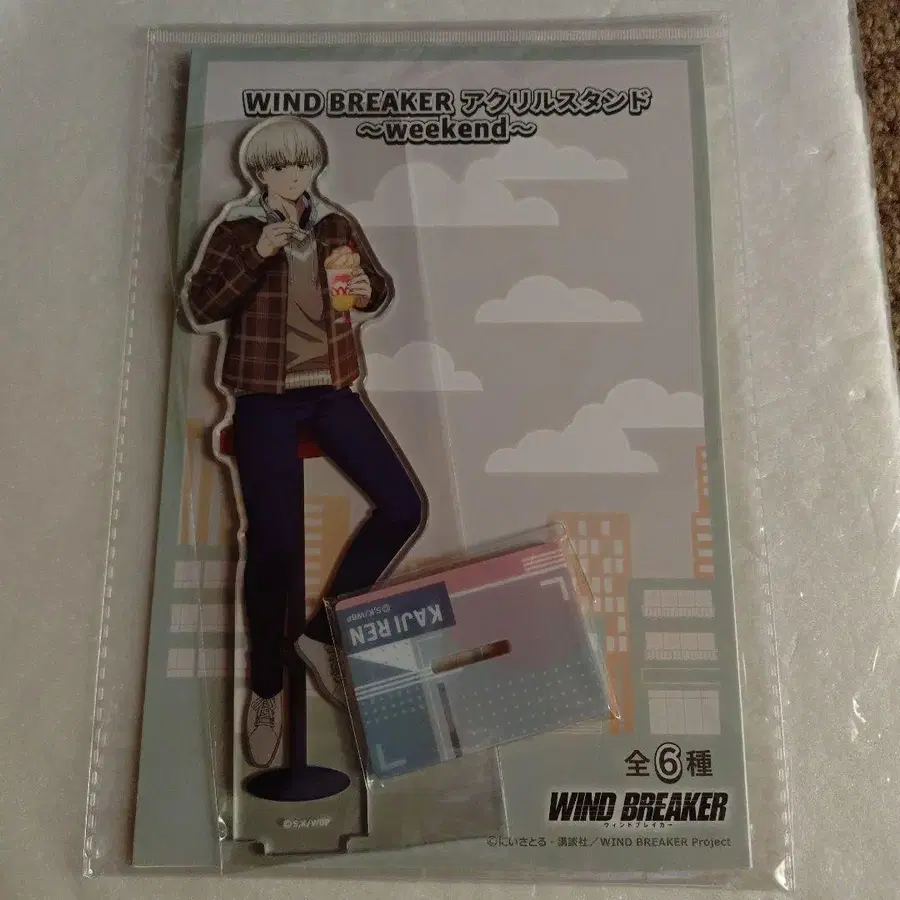 WIND BREAKER アクリルスタンド
～weekend～
KAJI REN
©S,K/WBP
©S,K/WBP
全6種
WIND BREAKER
ウィンドブレイカー
©にいさとる・講談社／WIND BREAKER Project